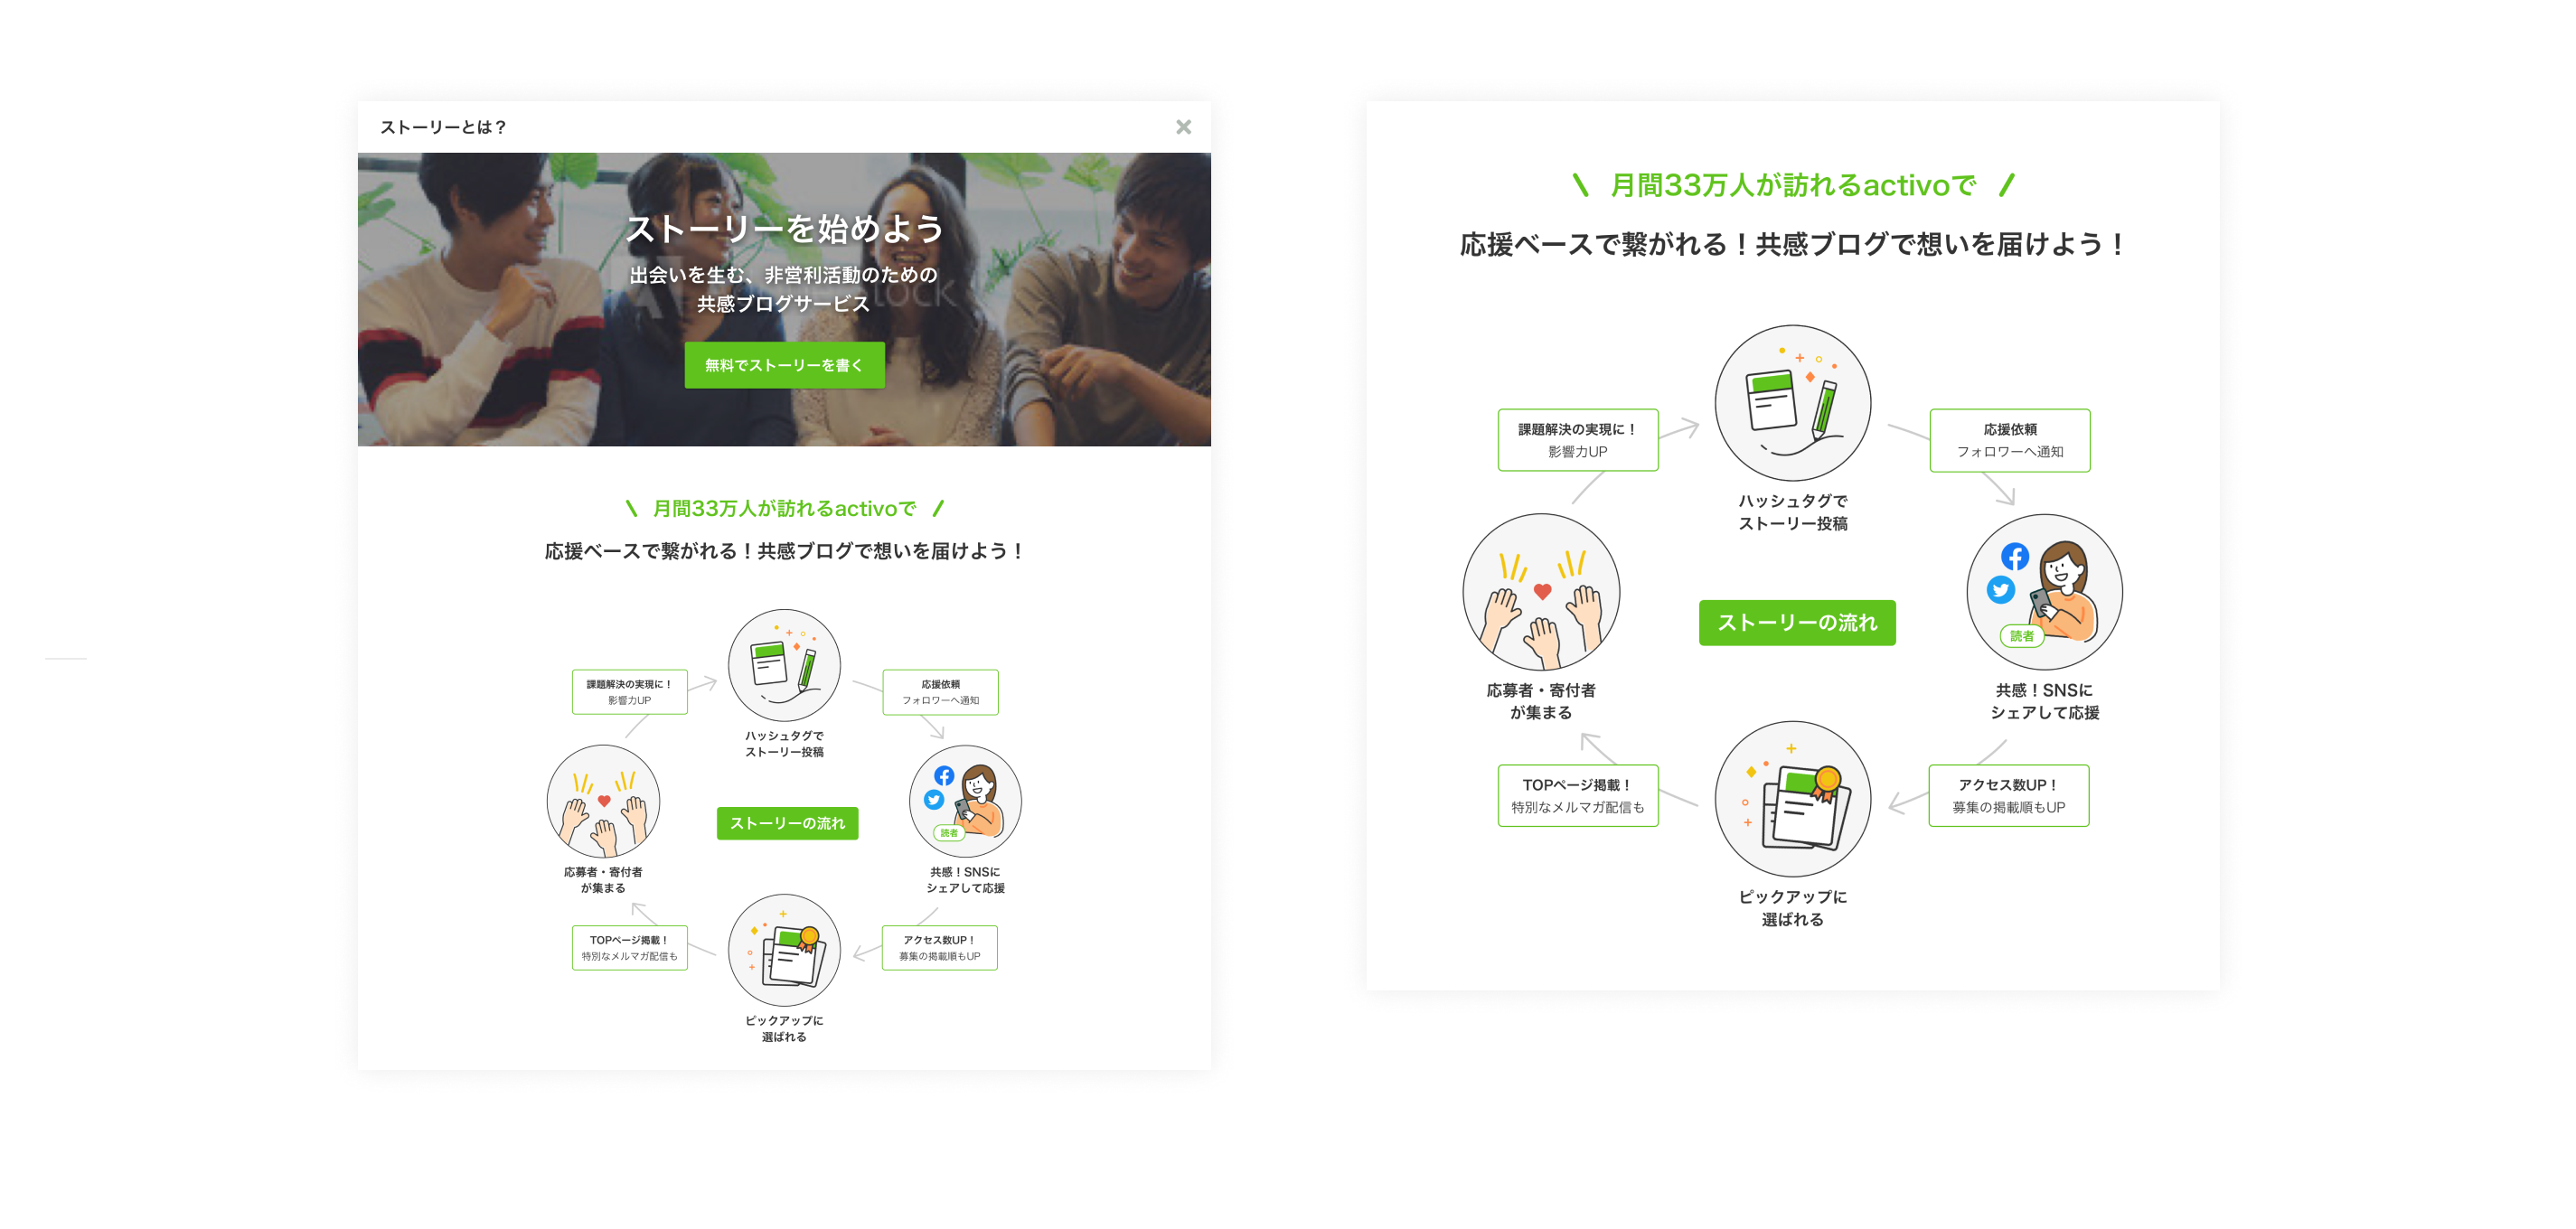 ストーリーとは？
ストーリーを始めよう
出会いを生む、非営利活動のための
共感ブログサービス
無料でストーリーを書く
月間33万人が訪れるactivoで
応援ベースで繋がれる！共感ブログで想いを届けよう！
課題解決の実現に！
影響力UP
応援依頼
フォロワーへ通知
ハッシュタグで
ストーリー投稿
ストーリーの流れ
読者
応募者・寄付者
が集まる
共感！SNSに
シェアして応援
TOPページ掲載！
特別なメルマガ配信も
アクセス数UP！
募集の掲載順もUP
ピックアップに
選ばれる
月間33万人が訪れるactivoで
応援ベースで繋がれる！共感ブログで想いを届けよう！
課題解決の実現に！
影響力UP
応援依頼
フォロワーへ通知
ハッシュタグで
ストーリー投稿
ストーリーの流れ
読者
応募者・寄付者
が集まる
共感！SNSに
シェアして応援
TOPページ掲載！
特別なメルマガ配信も
アクセス数UP！
募集の掲載順もUP
ピックアップに
選ばれる